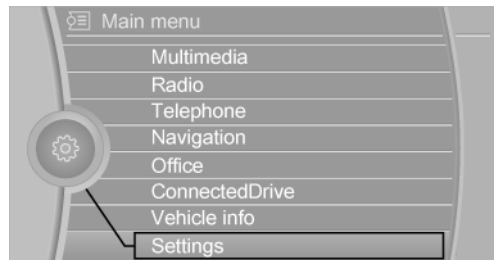 Main menu
Multimedia
Radio
Telephone
Navigation
Office
ConnectedDrive
Vehicle info
Settings